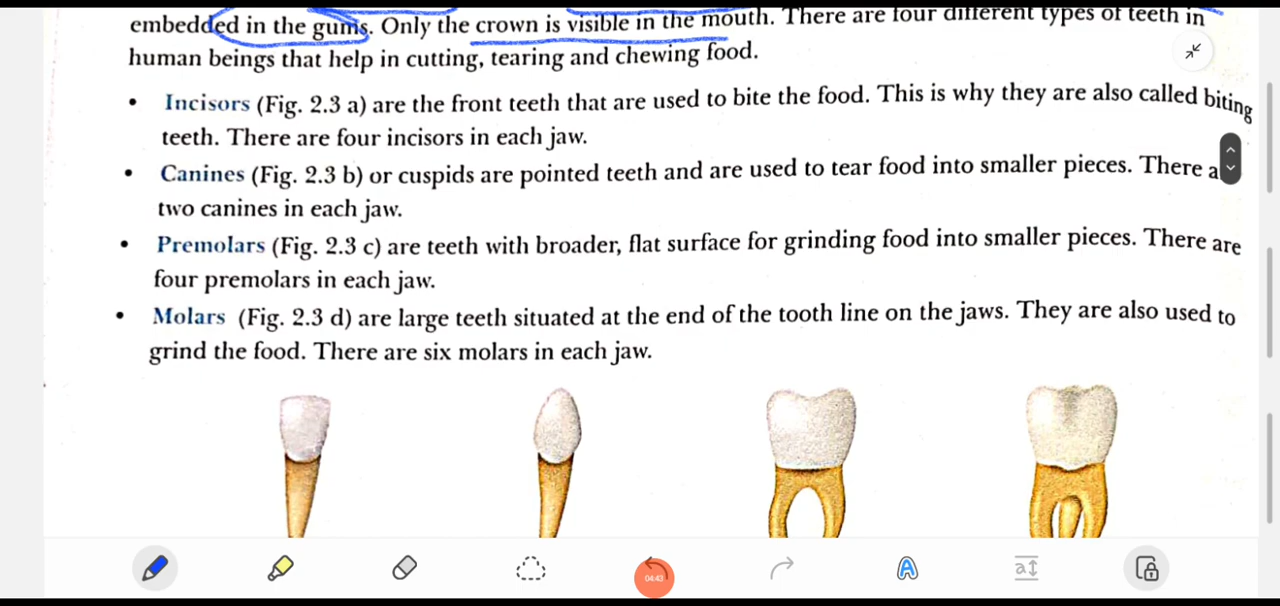 embedded in the gums. Only the crown is visible in the mouth. There are four different types of teeth in
human beings that help in cutting, tearing and chewing food.
• Incisors (Fig. 2.3 a) are the front teeth that are used to bite the food. This is why they are also called biting
teeth. There are four incisors in each jaw.
• Canines (Fig. 2.3 b) or cuspids are pointed teeth and are used to tear food into smaller pieces. There a
two canines in each jaw.
• Premolars (Fig. 2.3 c) are teeth with broader, flat surface for grinding food into smaller pieces. There are
four premolars in each jaw.
• Molars (Fig. 2.3 d) are large teeth situated at the end of the tooth line on the jaws. They are also used to
grind the food. There are six molars in each jaw.
04:43
A
a